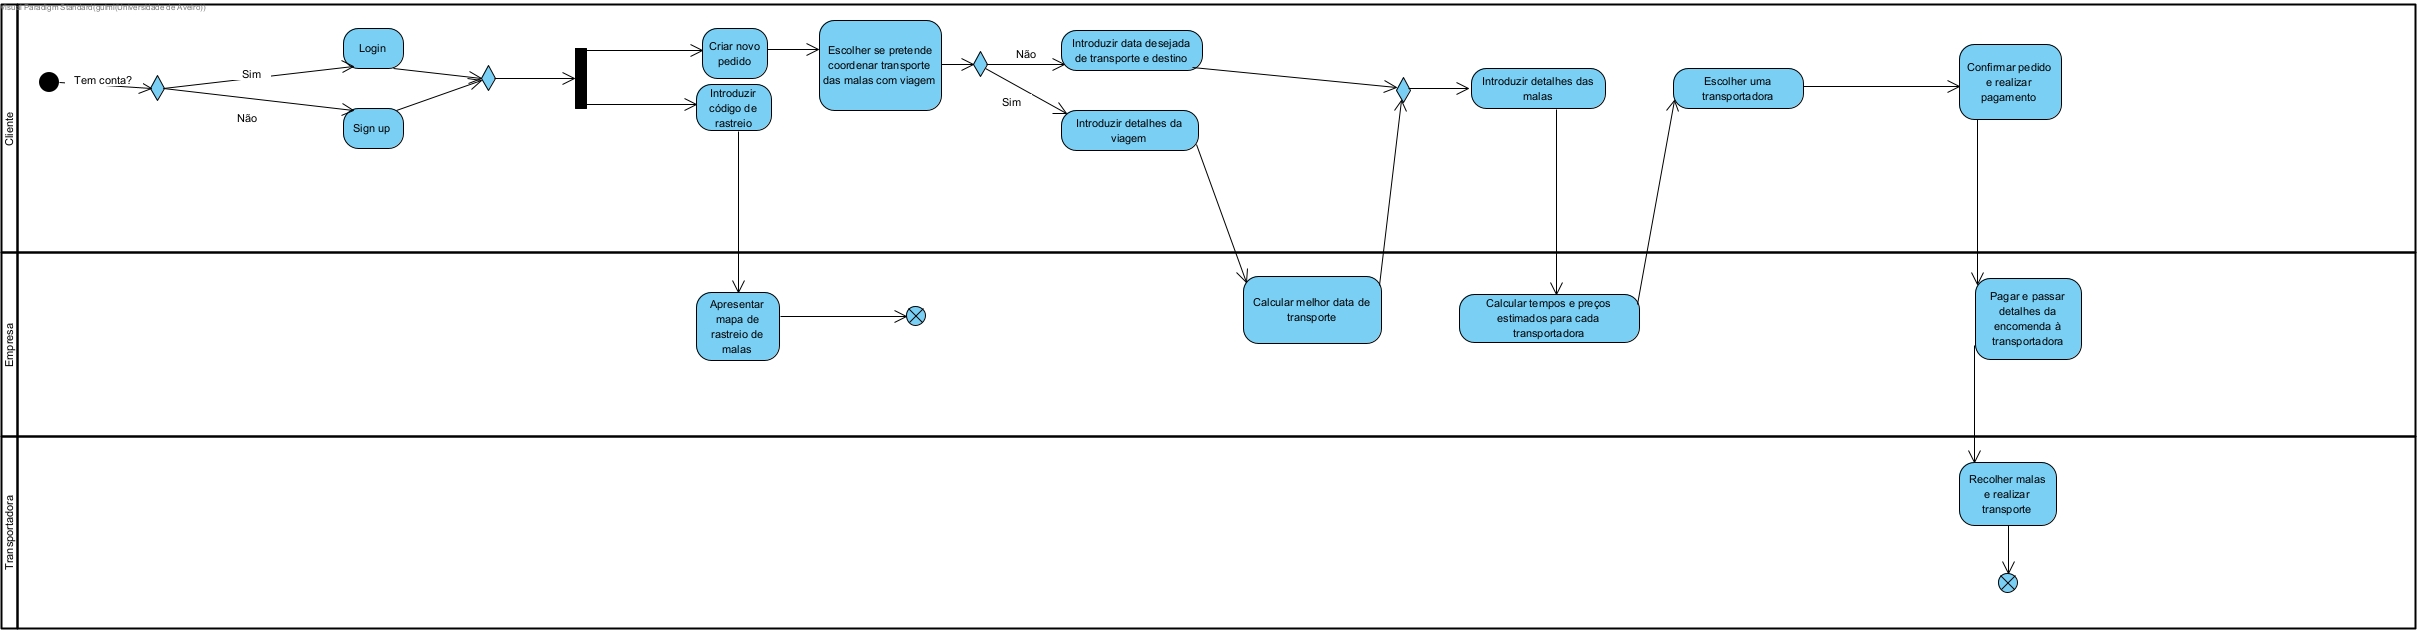 Visual Paradigm Standard(guimi(Universidade de Aveiro))
Cliente
Tem conta?
Sim
Não
Login
Sign up
Criar novo
pedido
Introduzir
código de
rastreio
Escolher se pretende
coordenar transporte
das malas com viagem
Não
Sim
Introduzir data desejada
de transporte e destino
Introduzir detalhes da
viagem
Introduzir detalhes das
malas
Escolher uma
transportadora
Confirmar pedido
e realizar
pagamento
Empresa
Apresentar
mapa de
rastreio de
malas
Calcular melhor data de
transporte
Calcular tempos e preços
estimados para cada
transportadora
Pagar e passar
detalhes da
encomenda à
transportadora
Transportadora
Recolher malas
e realizar
transporte